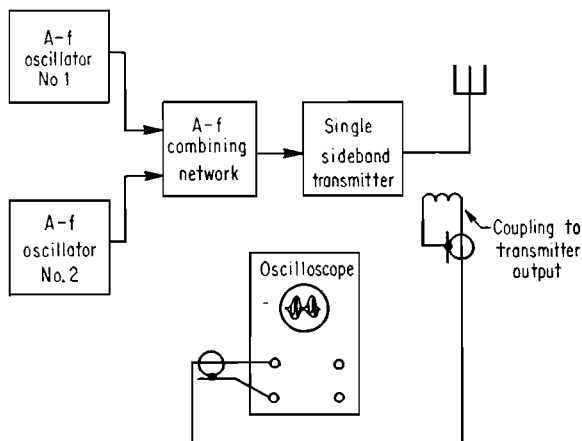 A-f
oscillator
No 1
A-f
combining
network
Single
sideband
transmitter
A-f
oscillator
No. 2
Coupling to
transmitter
output
Oscilloscope